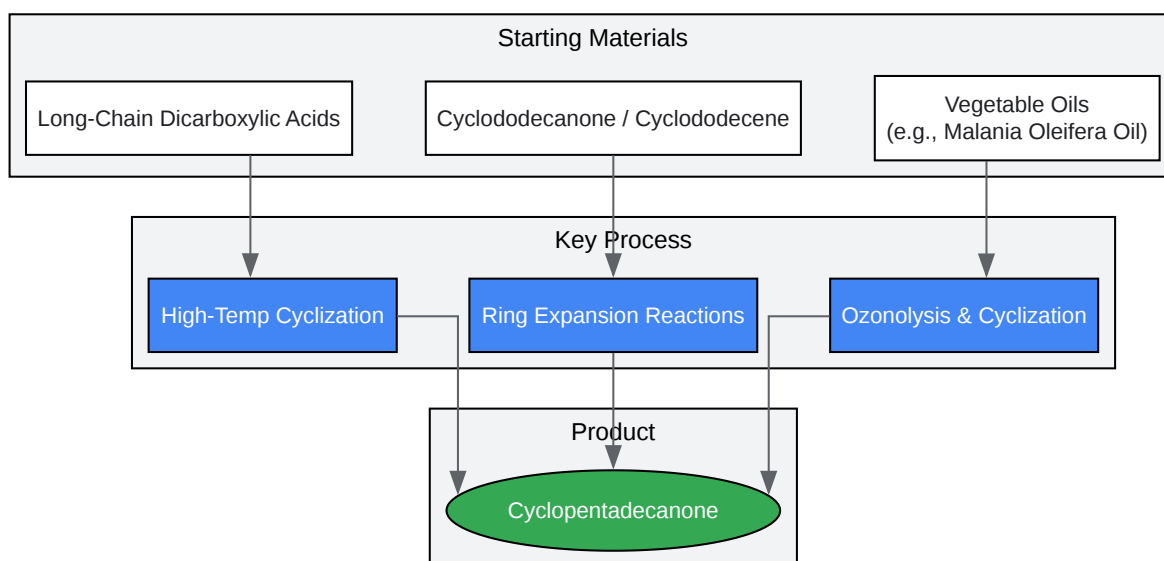 Starting Materials
Long-Chain Dicarboxylic Acids
Cyclododecanone / Cyclododecene
Vegetable Oils
(e.g., Malania Oleifera Oil)
Key Process
High-Temp Cyclization
Ring Expansion Reactions
Ozonolysis & Cyclization
Product
Cyclopentadecanone